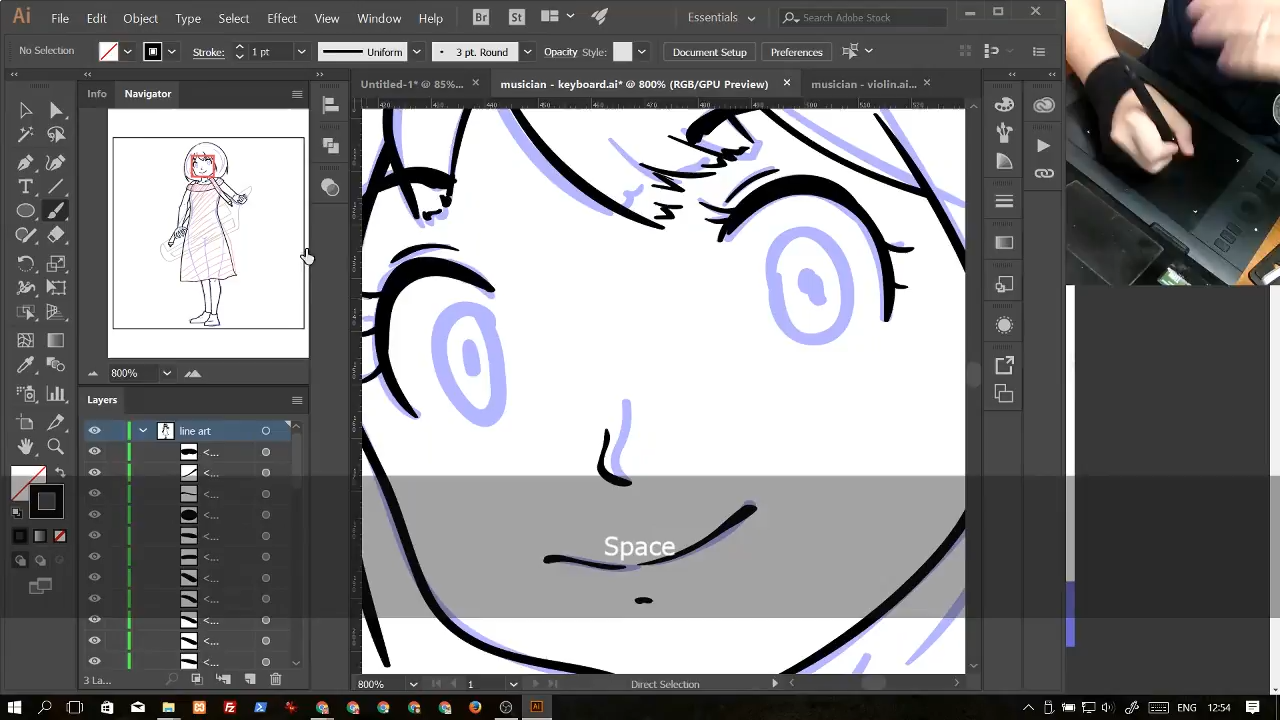 Ai File Edit Object Type Select Effect View Window Help Br St Essentials Search Adobe Stock
No Selection Stroke: 1 pt Uniform 3 pt. Round Opacity Style: Document Setup Preferences
Info Navigator
Untitled-1* @ 85%... musician - keyboard.ai* @ 800% (RGB/GPU Preview) musician - violin.ai...
800%
Layers
line art
<...
<...
<...
<...
<...
<...
<...
<...
<...
<...
<...
Space
3 La...
800% 1 Direct Selection
Ai ENG 12:54